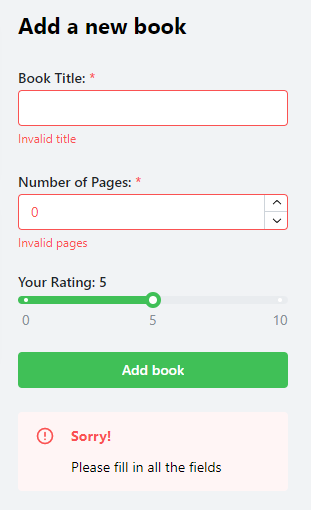 Add a new book
Book Title: *
Invalid title
Number of Pages: *
0
Invalid pages
Your Rating: 5
0 5 10
Add book
Sorry!
Please fill in all the fields